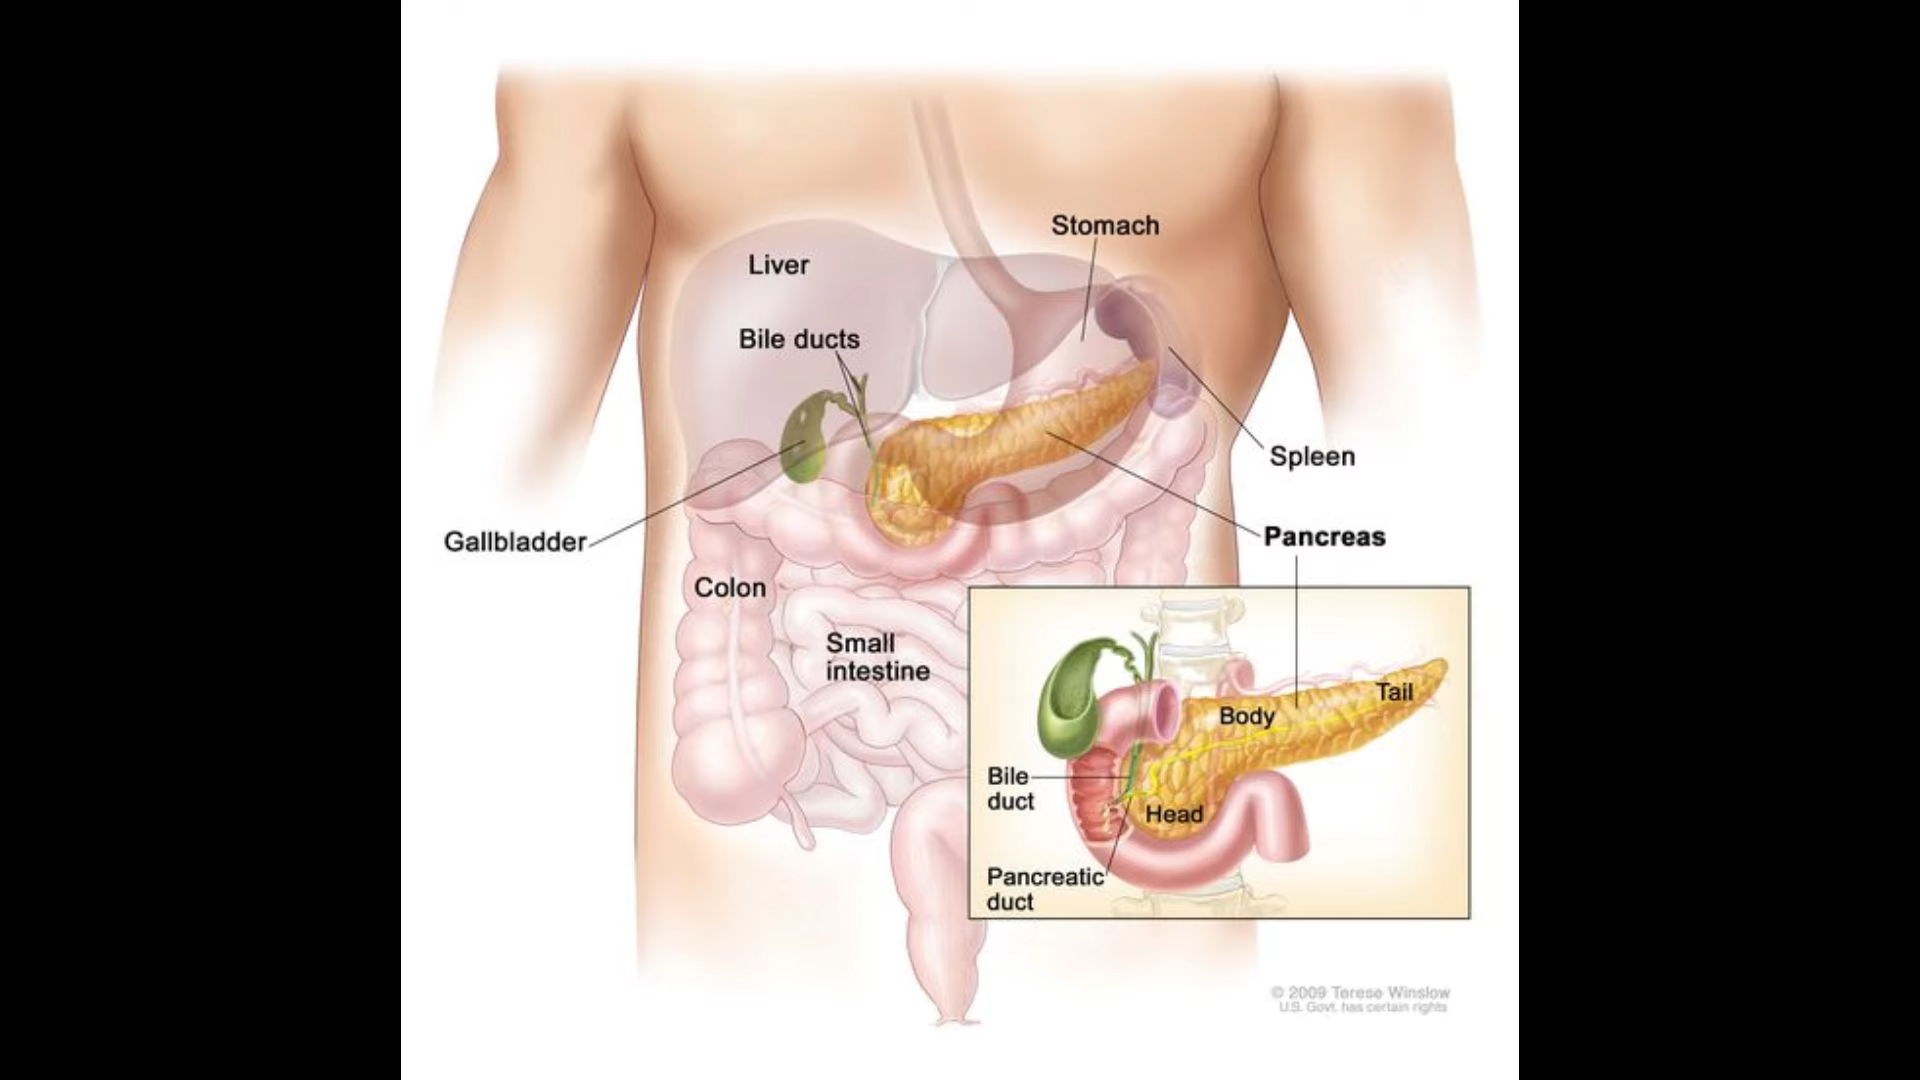 Stomach
Liver
Bile ducts
Spleen
Pancreas
Gallbladder
Colon
Small
intestine
Tail
Body
Bile
duct
Head
Pancreatic
duct
© 2009 Terese Winslow
U.S. Govt. has certain rights